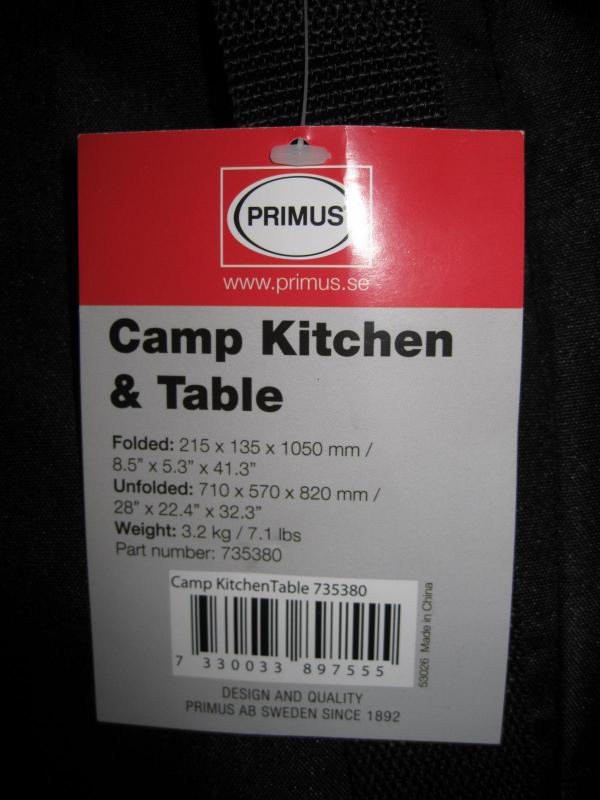 PRIMUS
www.primus.se
Camp Kitchen
& Table
Folded: 215 x 135 x 1050 mm /
8.5” x 5.3” x 41.3”
Unfolded: 710 x 570 x 820 mm /
28” x 22.4” x 32.3”
Weight: 3.2 kg / 7.1 lbs
Part number: 735380
Camp KitchenTable 735380
7 330033 897555
53026 Made in China
DESIGN AND QUALITY
PRIMUS AB SWEDEN SINCE 1892